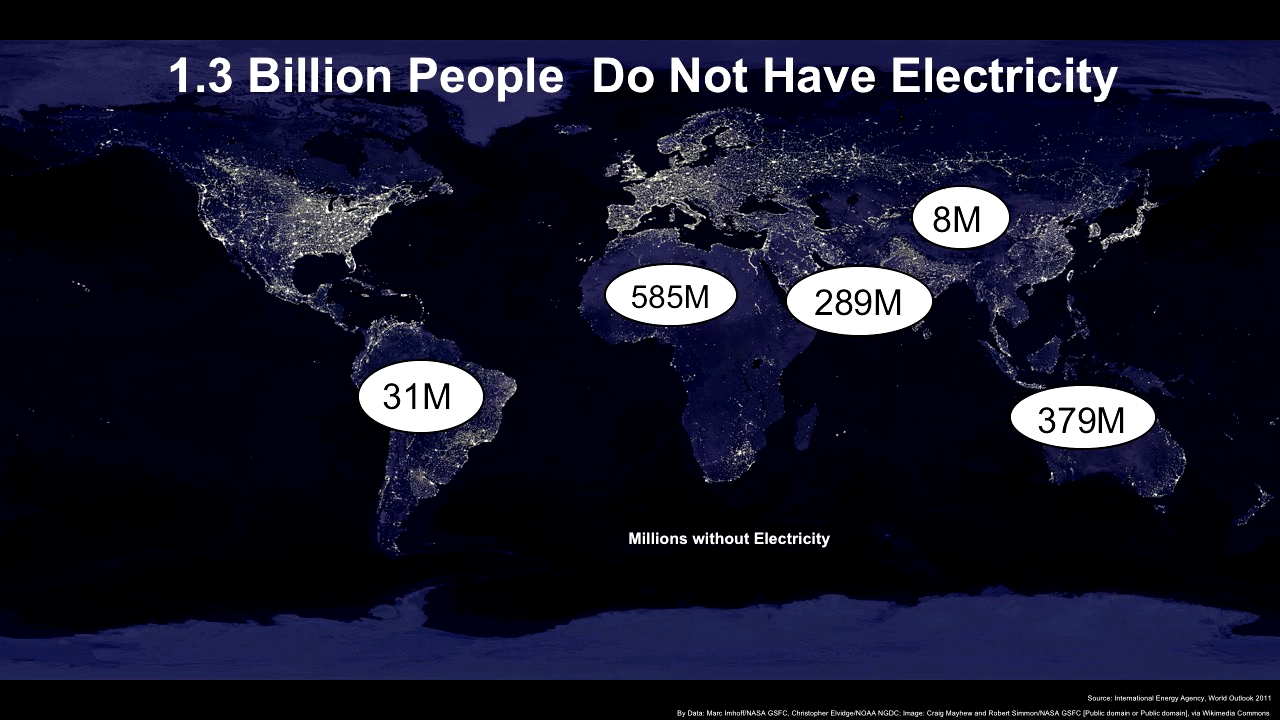 1.3 Billion People  Do Not Have Electricity
8M
585M
289M
31M
379M
Millions without Electricity
Source: International Energy Agency, World Outlook 2011
By Data: Marc Imhoff/NASA GSFC, Christopher Elvidge/NOAA NGDC; Image: Craig Mayhew and Robert Simmon/NASA GSFC [Public domain or Public domain], via Wikimedia Commons